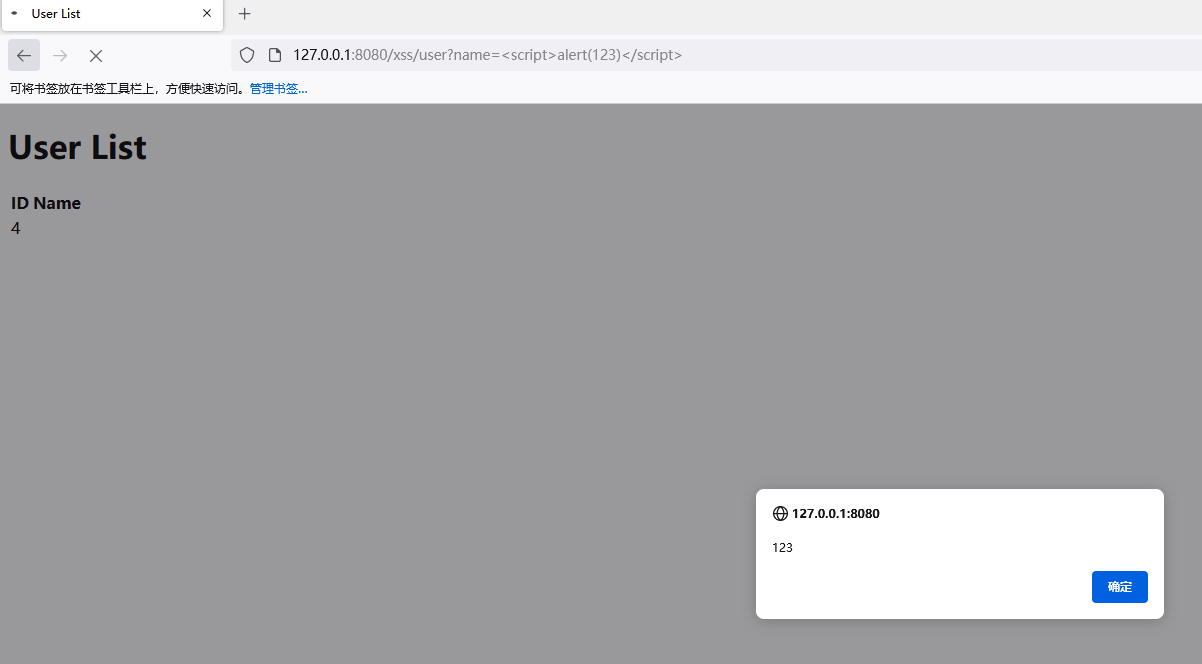 User List
127.0.0.1:8080/xss/user?name=<script>alert(123)</script>
可将书签放在书签工具栏上，方便快速访问。管理书签...
User List
ID Name
4
127.0.0.1:8080
123
确定